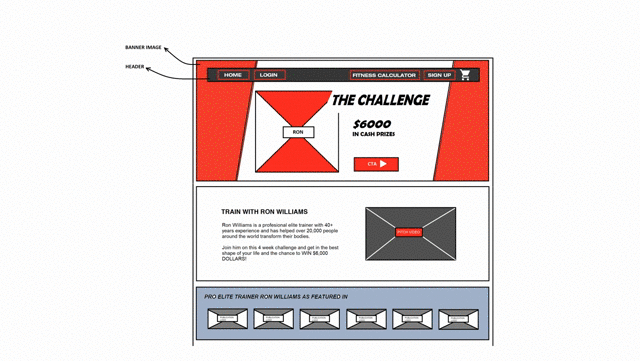 BANNER IMAGE
HEADER
HOME LOGIN FITNESS CALCULATOR SIGN UP
THE CHALLENGE
$6000
IN CASH PRIZES
RON
CTA
TRAIN WITH RON WILLIAMS
Ron Williams is a profesional elite trainer with 40+
years experience and has helped over 20,000 people
around the world transform their bodies.
Join him on this 4 week challenge and get in the best
shape of your life and the chance to WIN $6,000
DOLLARS!
PITCH VIDEO
PRO ELITE TRAINER RON WILLIAMS AS FEATURED IN